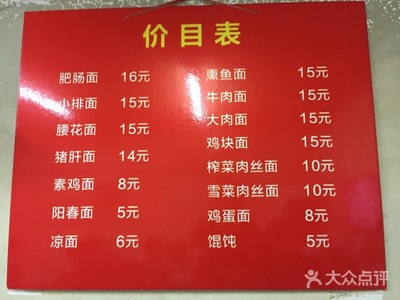 价目表
肥肠面 16元 熏鱼面 15元
小排面 15元 牛肉面 15元
腰花面 15元 大肉面 15元
猪肝面 14元 鸡块面 15元
素鸡面 8元 榨菜肉丝面 10元
阳春面 5元 雪菜肉丝面 10元
凉面 6元 鸡蛋面 8元
馄饨 5元
大众点评